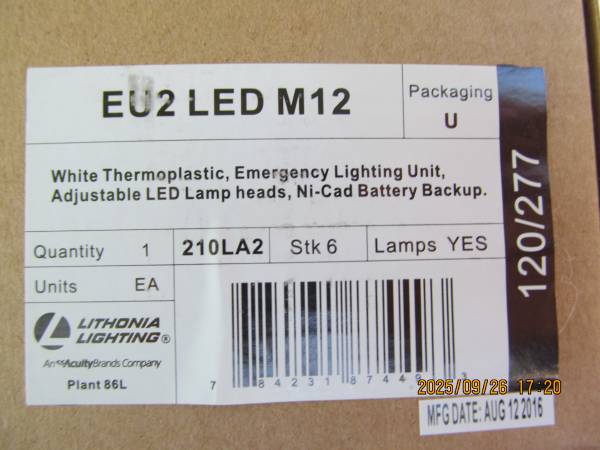 EU2 LED M12
Packaging
U
White Thermoplastic, Emergency Lighting Unit,
Adjustable LED Lamp heads, Ni-Cad Battery Backup.
120/277
Quantity 1
210LA2
Stk 6
Lamps YES
Units EA
LITHONIA
LIGHTING®
An AcuityBrands Company
Plant 86L
7 84231 87440 3
2025/09/26 17:20
MFG DATE: AUG 12 2016